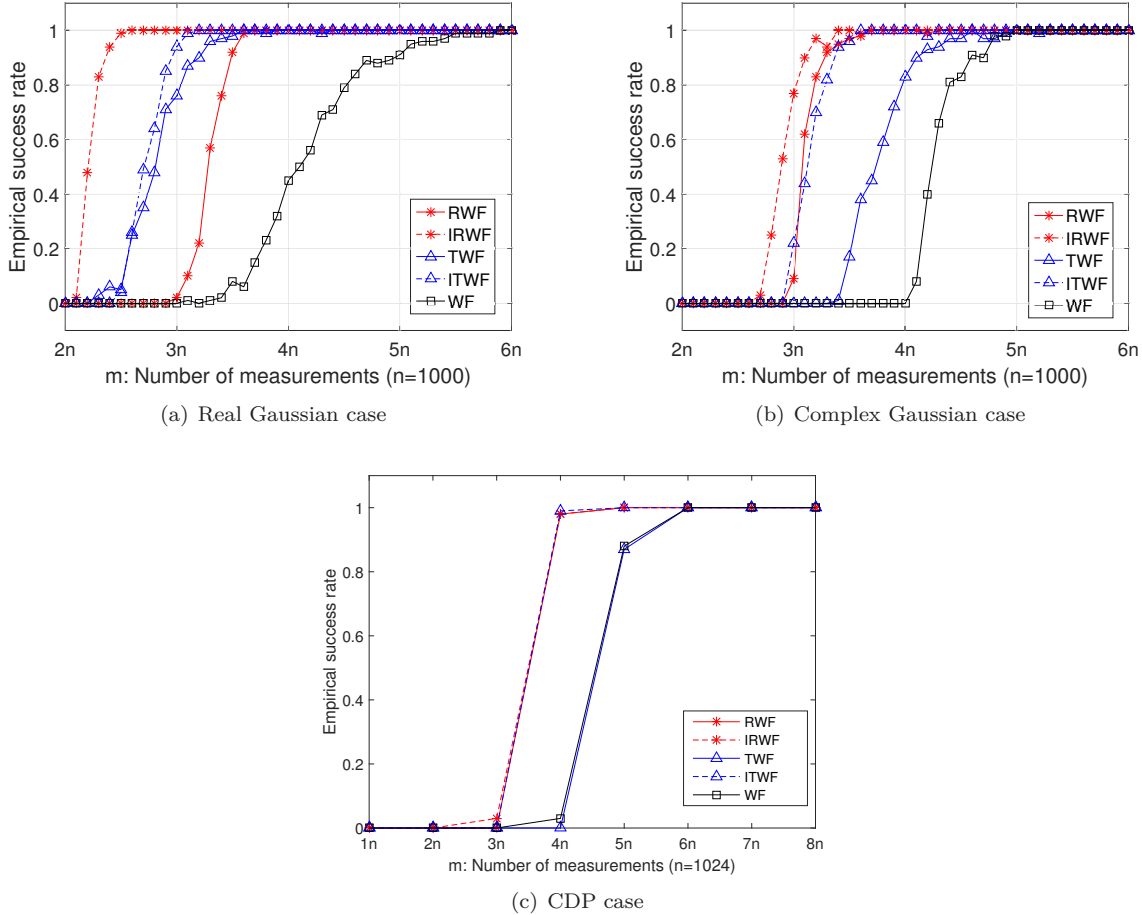 Empirical success rate
1
0.8
0.6
0.4
0.2
0
2n 3n 4n 5n 6n
m: Number of measurements (n=1000)
RWF
IRWF
TWF
ITWF
WF
(a) Real Gaussian case
Empirical success rate
1
0.8
0.6
0.4
0.2
0
2n 3n 4n 5n 6n
m: Number of measurements (n=1000)
RWF
IRWF
TWF
ITWF
WF
(b) Complex Gaussian case
Empirical success rate
1
0.8
0.6
0.4
0.2
0
1n 2n 3n 4n 5n 6n 7n 8n
m: Number of measurements (n=1024)
RWF
IRWF
TWF
ITWF
WF
(c) CDP case